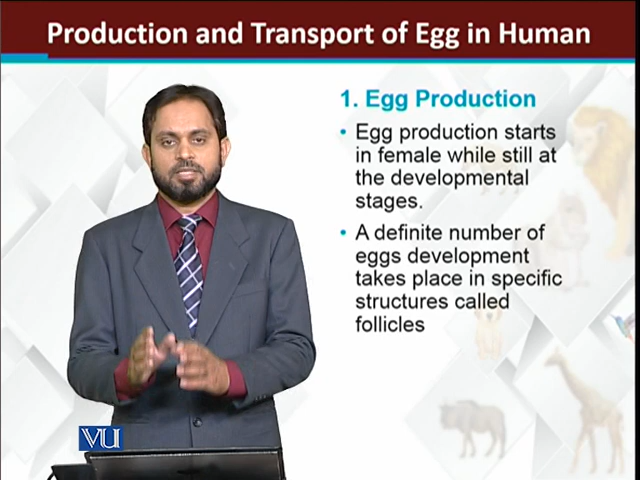 Production and Transport of Egg in Human
1. Egg Production
• Egg production starts
in female while still at
the developmental
stages.
• A definite number of
eggs development
takes place in specific
structures called
follicles
VU